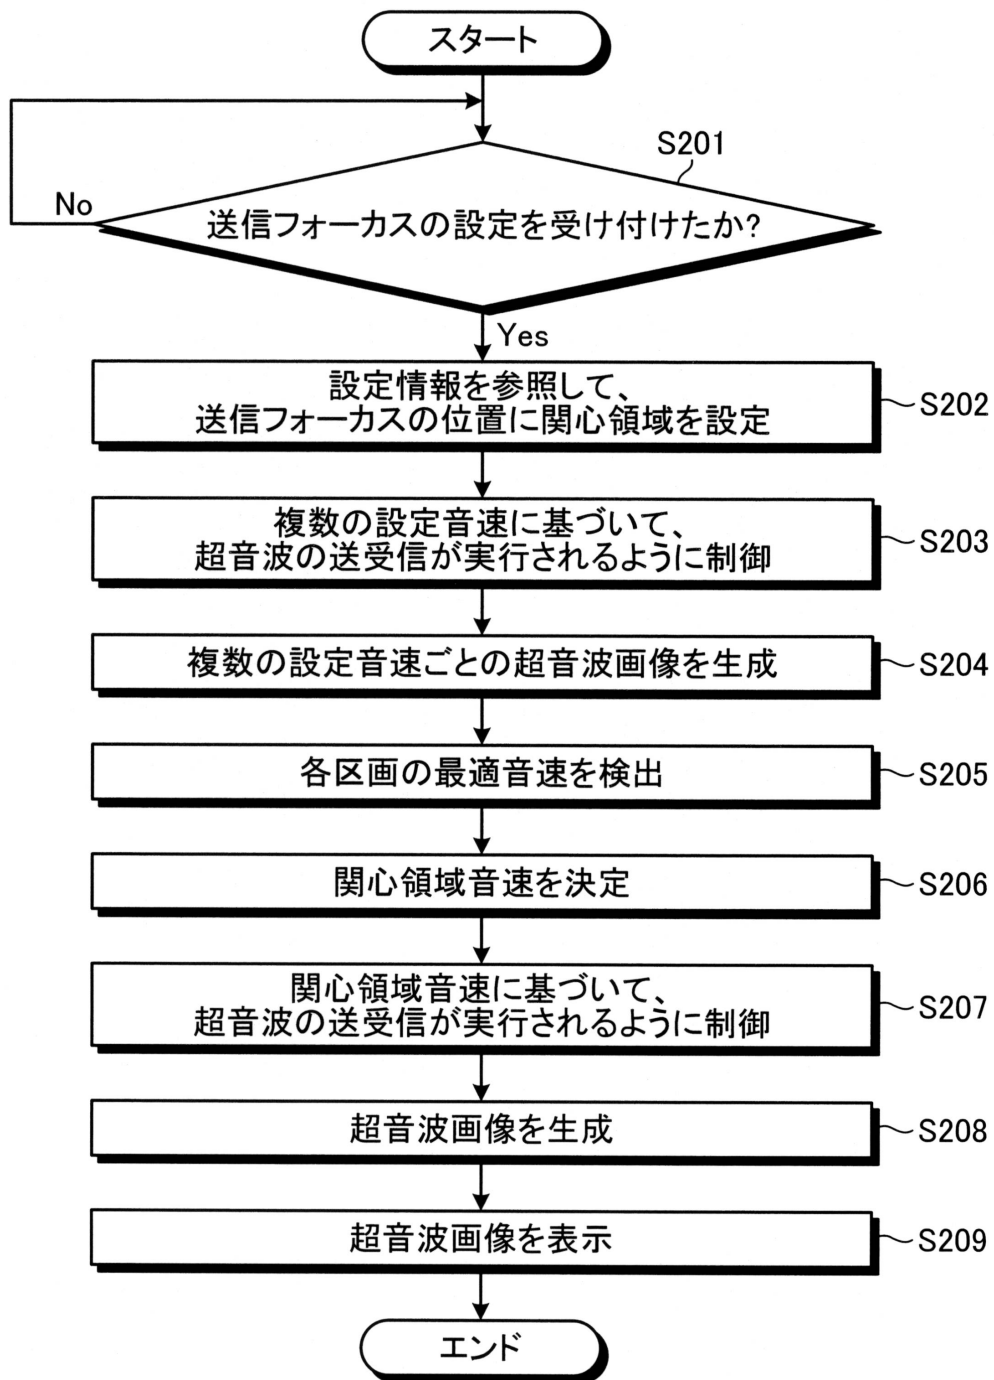 スタート
S201
No
送信フォーカスの設定を受け付けたか?
Yes
設定情報を参照して、
送信フォーカスの位置に関心領域を設定
S202
複数の設定音速に基づいて、
超音波の送受信が実行されるように制御
S203
複数の設定音速ごとの超音波画像を生成
S204
各区画の最適音速を検出
S205
関心領域音速を決定
S206
関心領域音速に基づいて、
超音波の送受信が実行されるように制御
S207
超音波画像を生成
S208
超音波画像を表示
S209
エンド